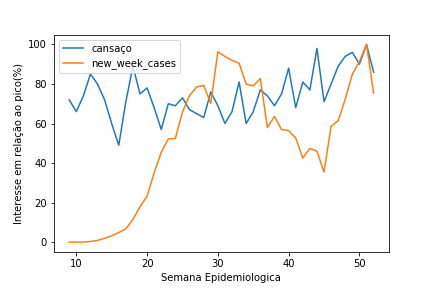 100
80
60
40
20
0
Interesse em relação ao pico(%)
cansaço
new_week_cases
10 20 30 40 50
Semana Epidemiologica